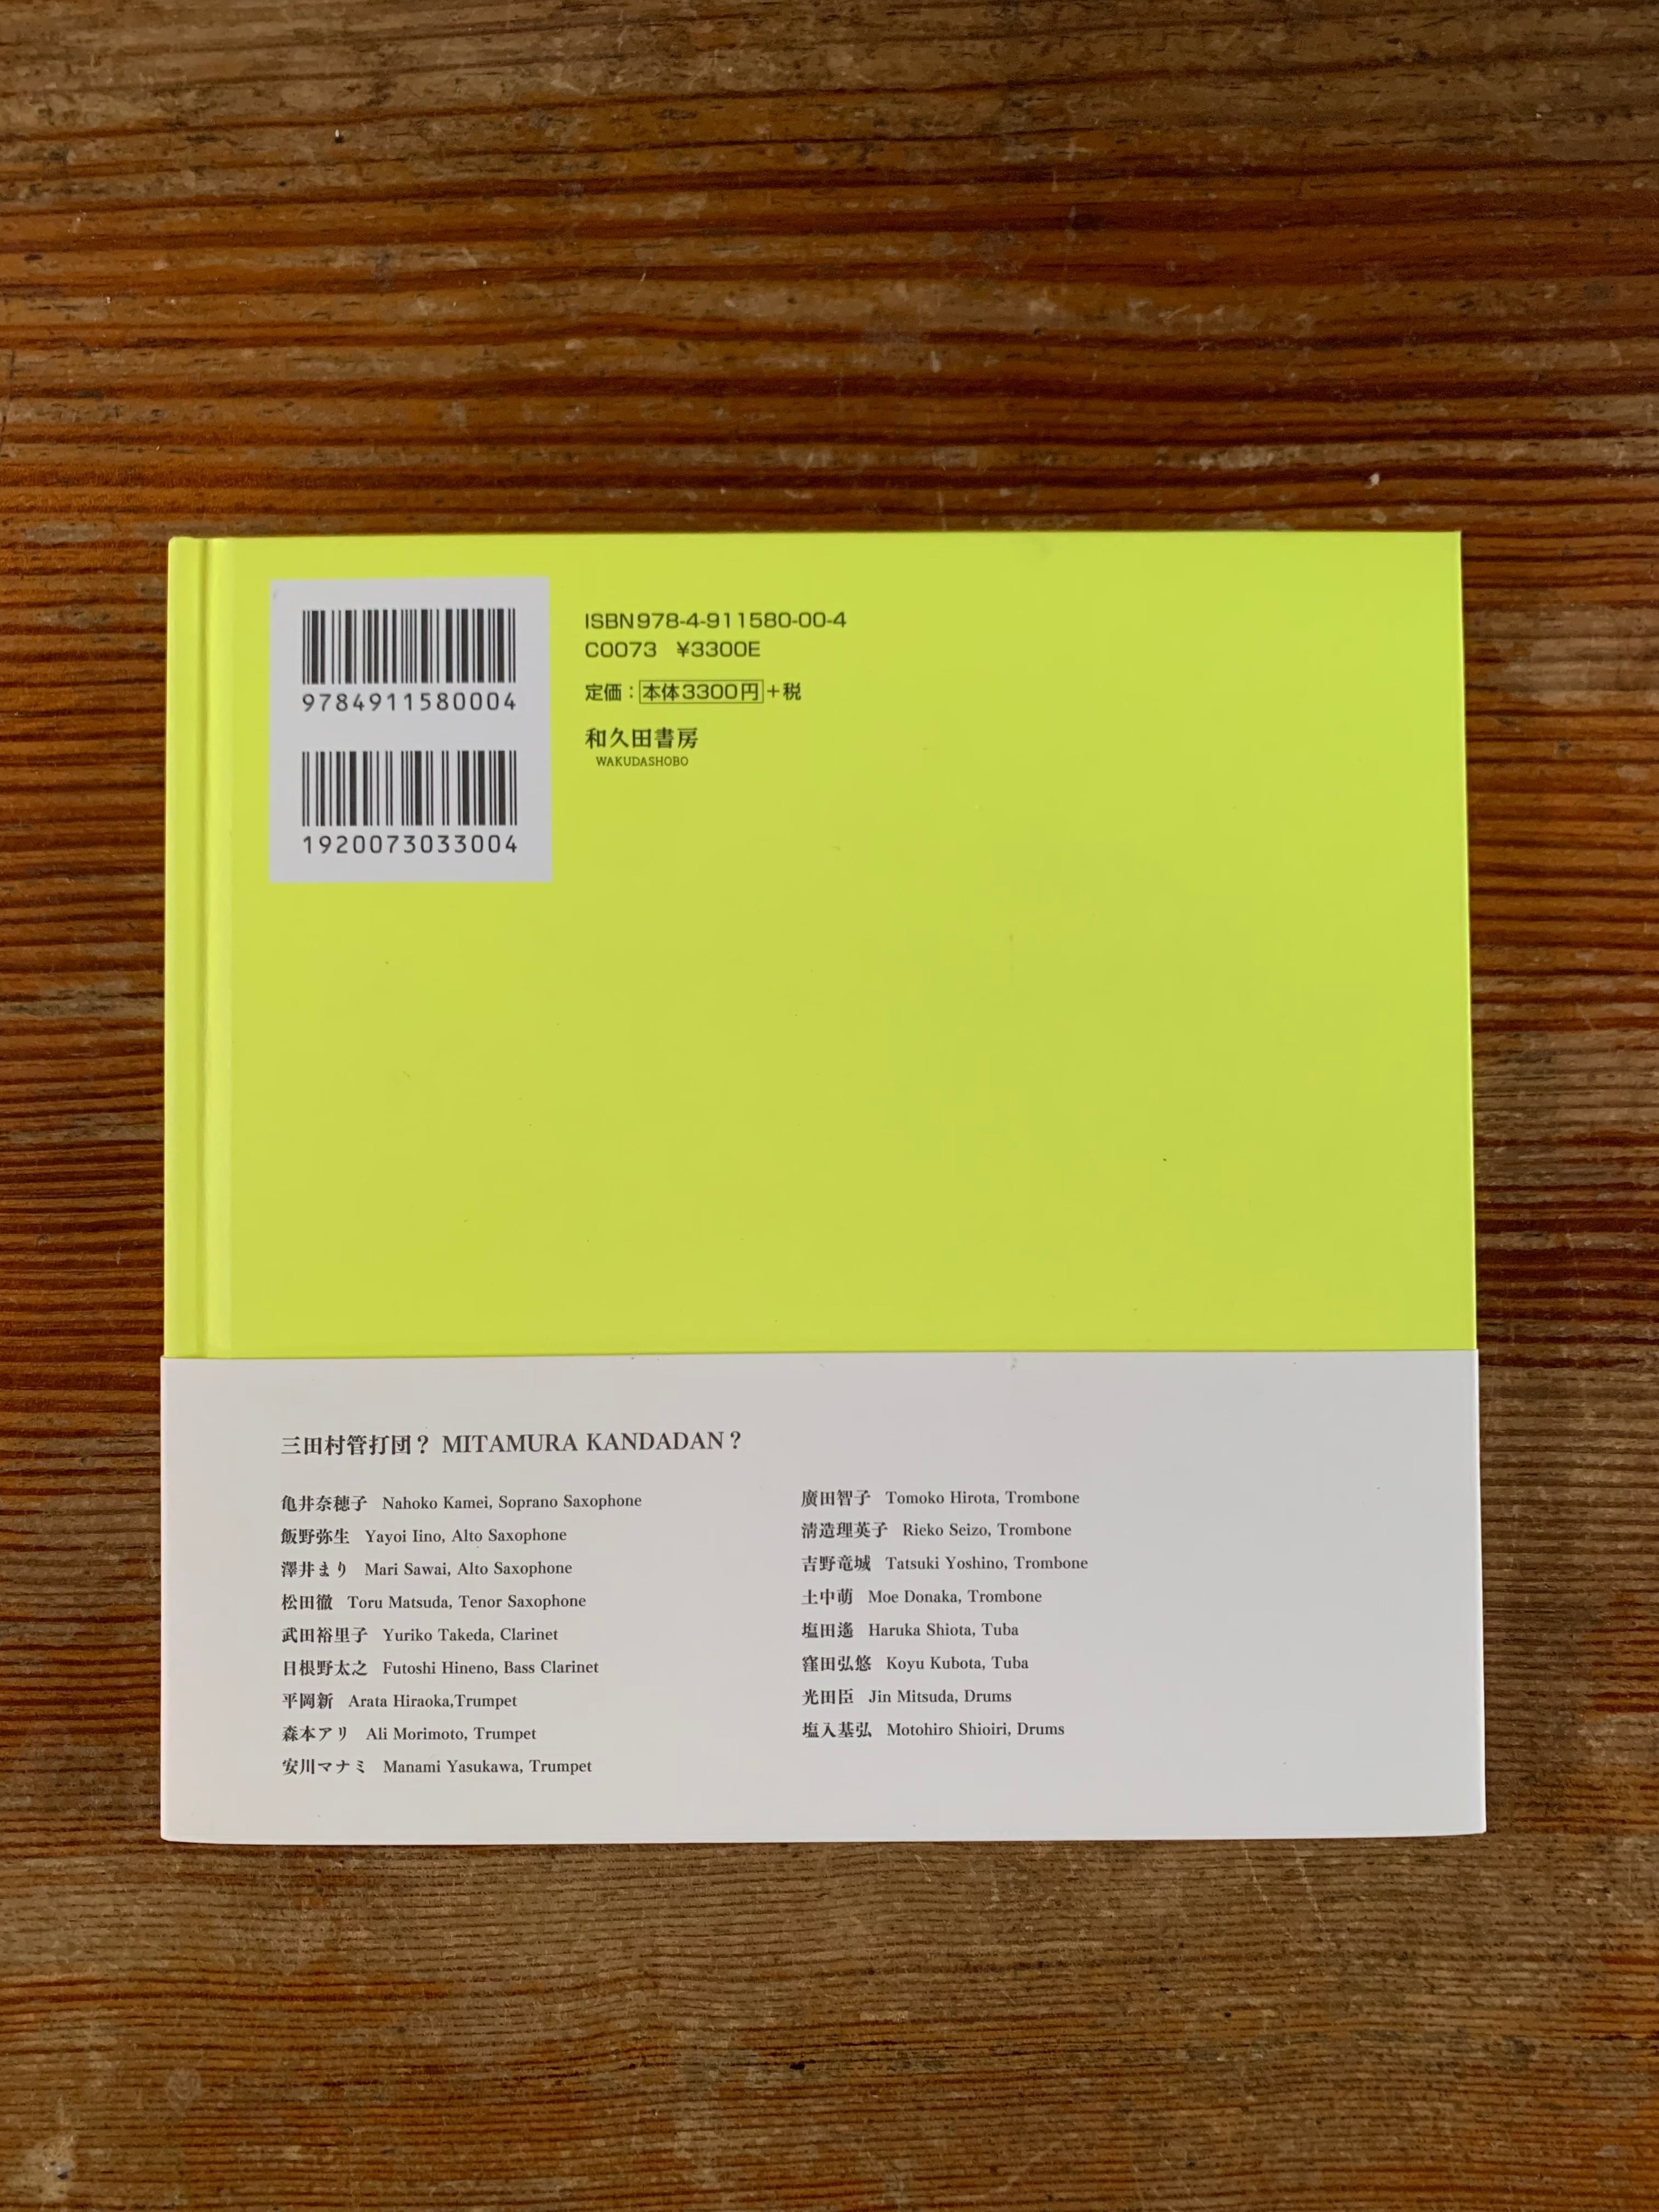 9784911580004
1920073033004
ISBN978-4-911580-00-4
C0073 ¥3300E
定価：本体3300円+税
和久田書房
WAKUDASHOBO
三田村管打団？ MITAMURA KANDADAN？
亀井奈穂子 Nahoko Kamei, Soprano Saxophone
飯野弥生 Yayoi Iino, Alto Saxophone
澤井まり Mari Sawai, Alto Saxophone
松田徹 Toru Matsuda, Tenor Saxophone
武田裕里子 Yuriko Takeda, Clarinet
日根野太之 Futoshi Hineno, Bass Clarinet
平岡新 Arata Hiraoka,Trumpet
森本アリ Ali Morimoto, Trumpet
安川マナミ Manami Yasukawa, Trumpet
廣田智子 Tomoko Hirota, Trombone
清造理英子 Rieko Seizo, Trombone
吉野竜城 Tatsuki Yoshino, Trombone
土中萌 Moe Donaka, Trombone
塩田遙 Haruka Shiota, Tuba
窪田弘悠 Koyu Kubota, Tuba
光田臣 Jin Mitsuda, Drums
塩入基弘 Motohiro Shioiri, Drums